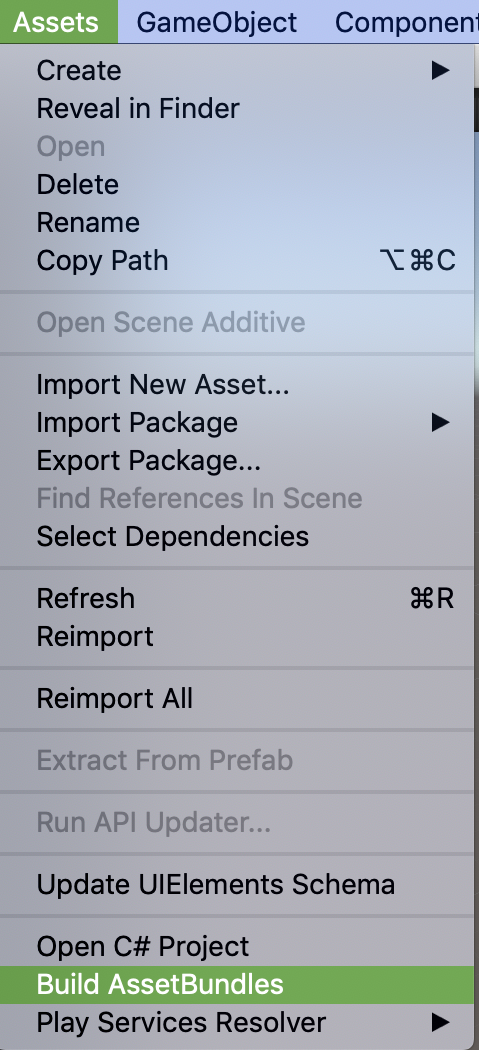 Assets GameObject Component
Create ▶
Reveal in Finder
Open
Delete
Rename
Copy Path ⌥⌘C
Open Scene Additive
Import New Asset...
Import Package ▶
Export Package...
Find References In Scene
Select Dependencies
Refresh ⌘R
Reimport
Reimport All
Extract From Prefab
Run API Updater...
Update UIElements Schema
Open C# Project
Build AssetBundles
Play Services Resolver ▶